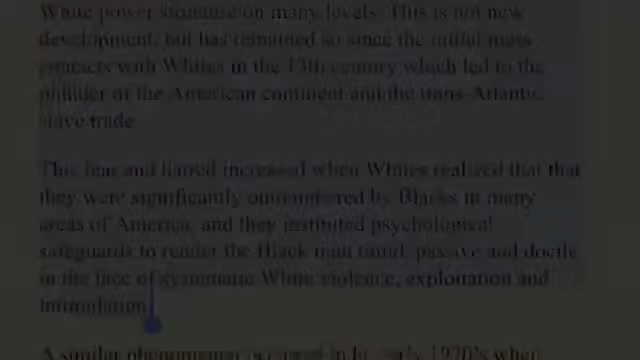 White power structure on many levels. This is not new
development, but has remained so since the initial mass
contacts with Whites in the 15th century which led to the
plunder of the American continent and the trans-Atlantic
slave trade
This fear and hatred increased when Whites realized that that
they were significantly outnumbered by Blacks in many
areas of America, and they instituted psychological
safeguards to render the Black man timid, passive and docile
in the face of systematic White violence, exploitation and
intimidation
A similar phenomenon occurred in early 1970's when